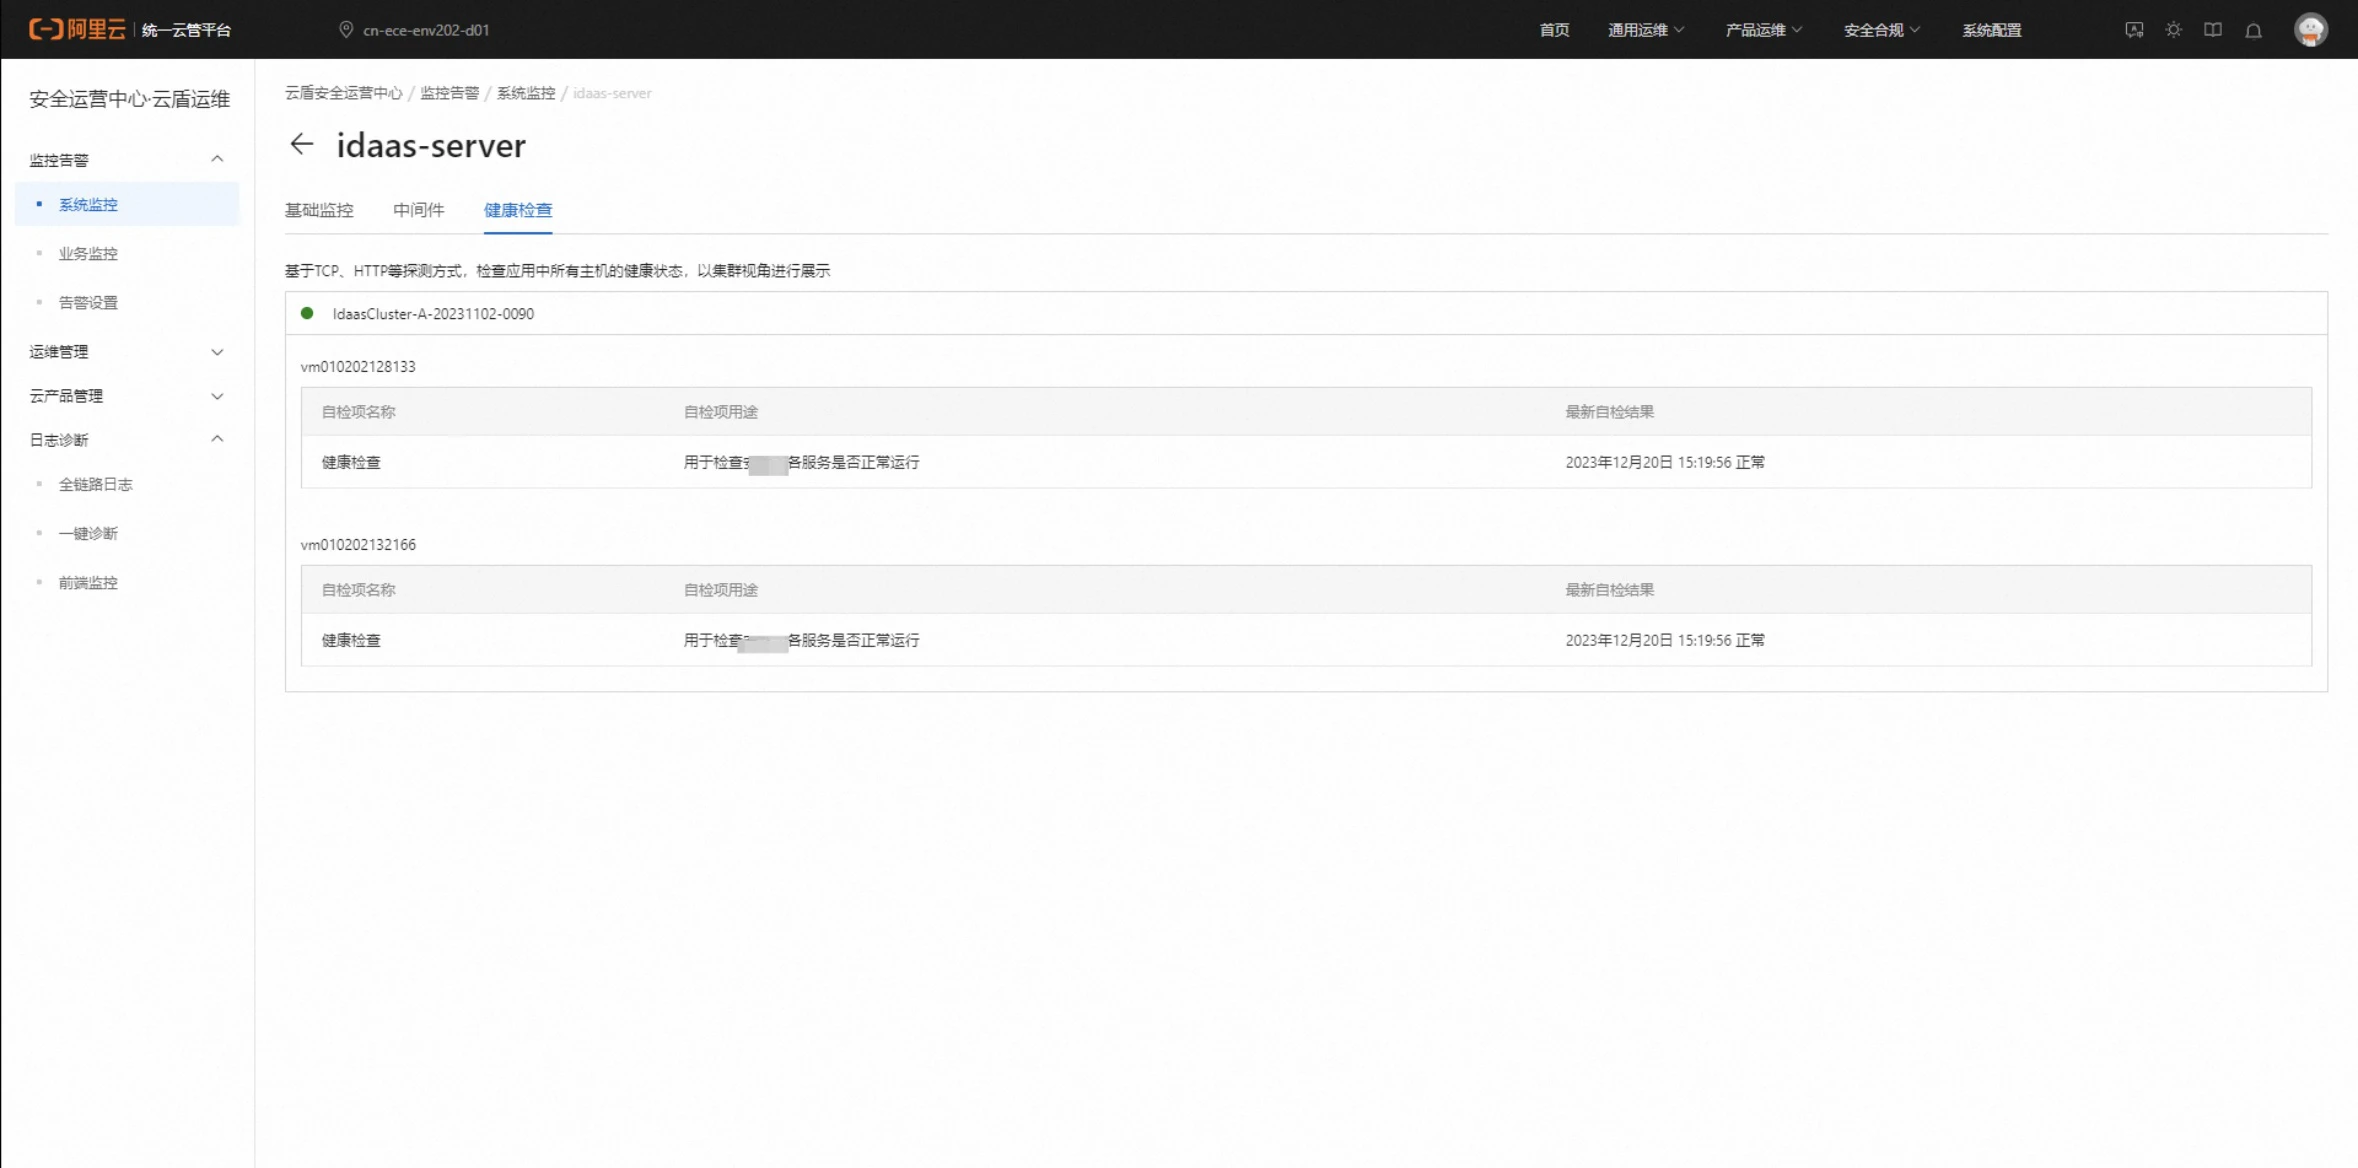 阿里云 统一云管平台 cn-ece-env202-d01 首页 通用运维 产品运维 安全合规 系统配置
安全运营中心·云盾运维
监控告警
系统监控
业务监控
告警设置
运维管理
云产品管理
日志诊断
全链路日志
一键诊断
前端监控
云盾安全运营中心 / 监控告警 / 系统监控 / idaas-server
idaas-server
基础监控 中间件 健康检查
基于TCP、HTTP等探测方式，检查应用中所有主机的健康状态，以集群视角进行展示
IdaasCluster-A-20231102-0090
vm010202128133
自检项名称 自检项用途 最新自检结果
健康检查 用于检查 各服务是否正常运行 2023年12月20日 15:19:56 正常
vm010202132166
自检项名称 自检项用途 最新自检结果
健康检查 用于检查 各服务是否正常运行 2023年12月20日 15:19:56 正常